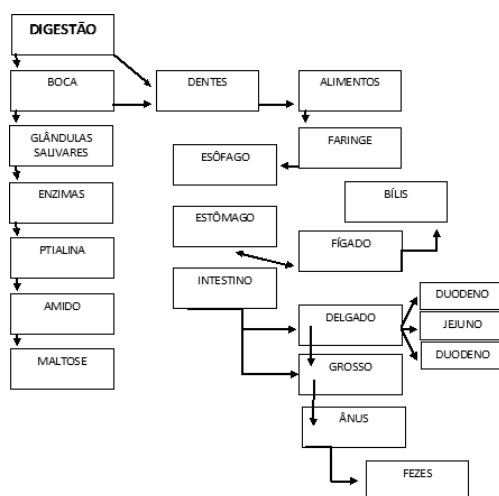 DIGESTÃO
BOCA
DENTES
ALIMENTOS
GLÂNDULAS
SALIVARES
FARINGE
ESÔFAGO
ENZIMAS
BÍLIS
ESTÔMAGO
PTIALINA
FÍGADO
INTESTINO
AMIDO
DELGADO
DUODENO
JEJUNO
DUODENO
MALTOSE
GROSSO
ÂNUS
FEZES